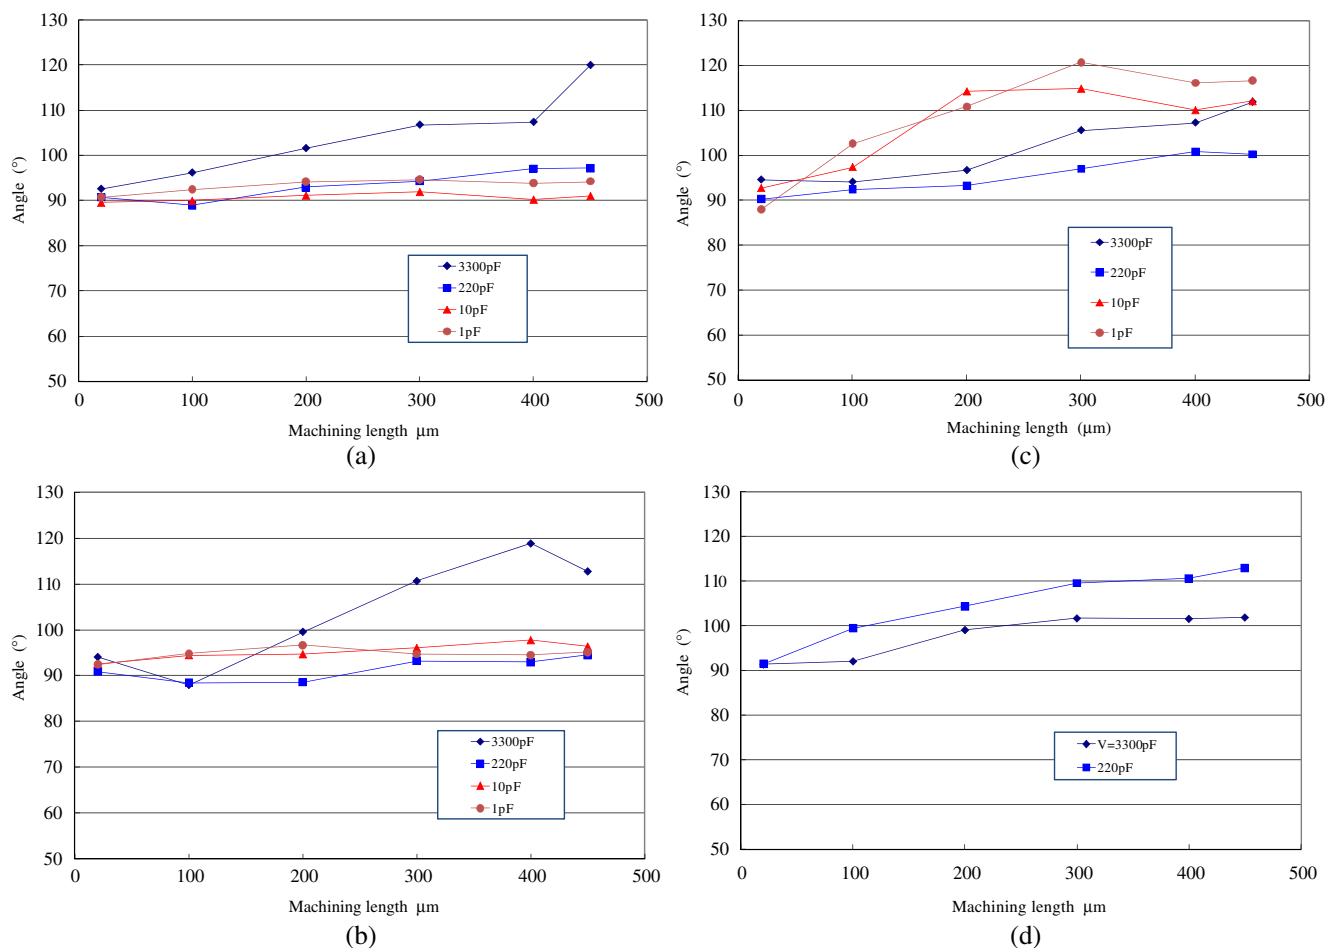 130
120
110
100
90
80
70
60
50
Angle (°)
3300pF
220pF
10pF
1pF
0
100
200
300
400
500
Machining length μm
(a)
130
120
110
100
90
80
70
60
50
Angle (°)
3300pF
220pF
10pF
1pF
0
100
200
300
400
500
Machining length (μm)
(c)
130
120
110
100
90
80
70
60
50
Angle (°)
3300pF
220pF
10pF
1pF
0
100
200
300
400
500
Machining length μm
(b)
130
120
110
100
90
80
70
60
50
Angle (°)
V=3300pF
220pF
0
100
200
300
400
500
Machining length μm
(d)